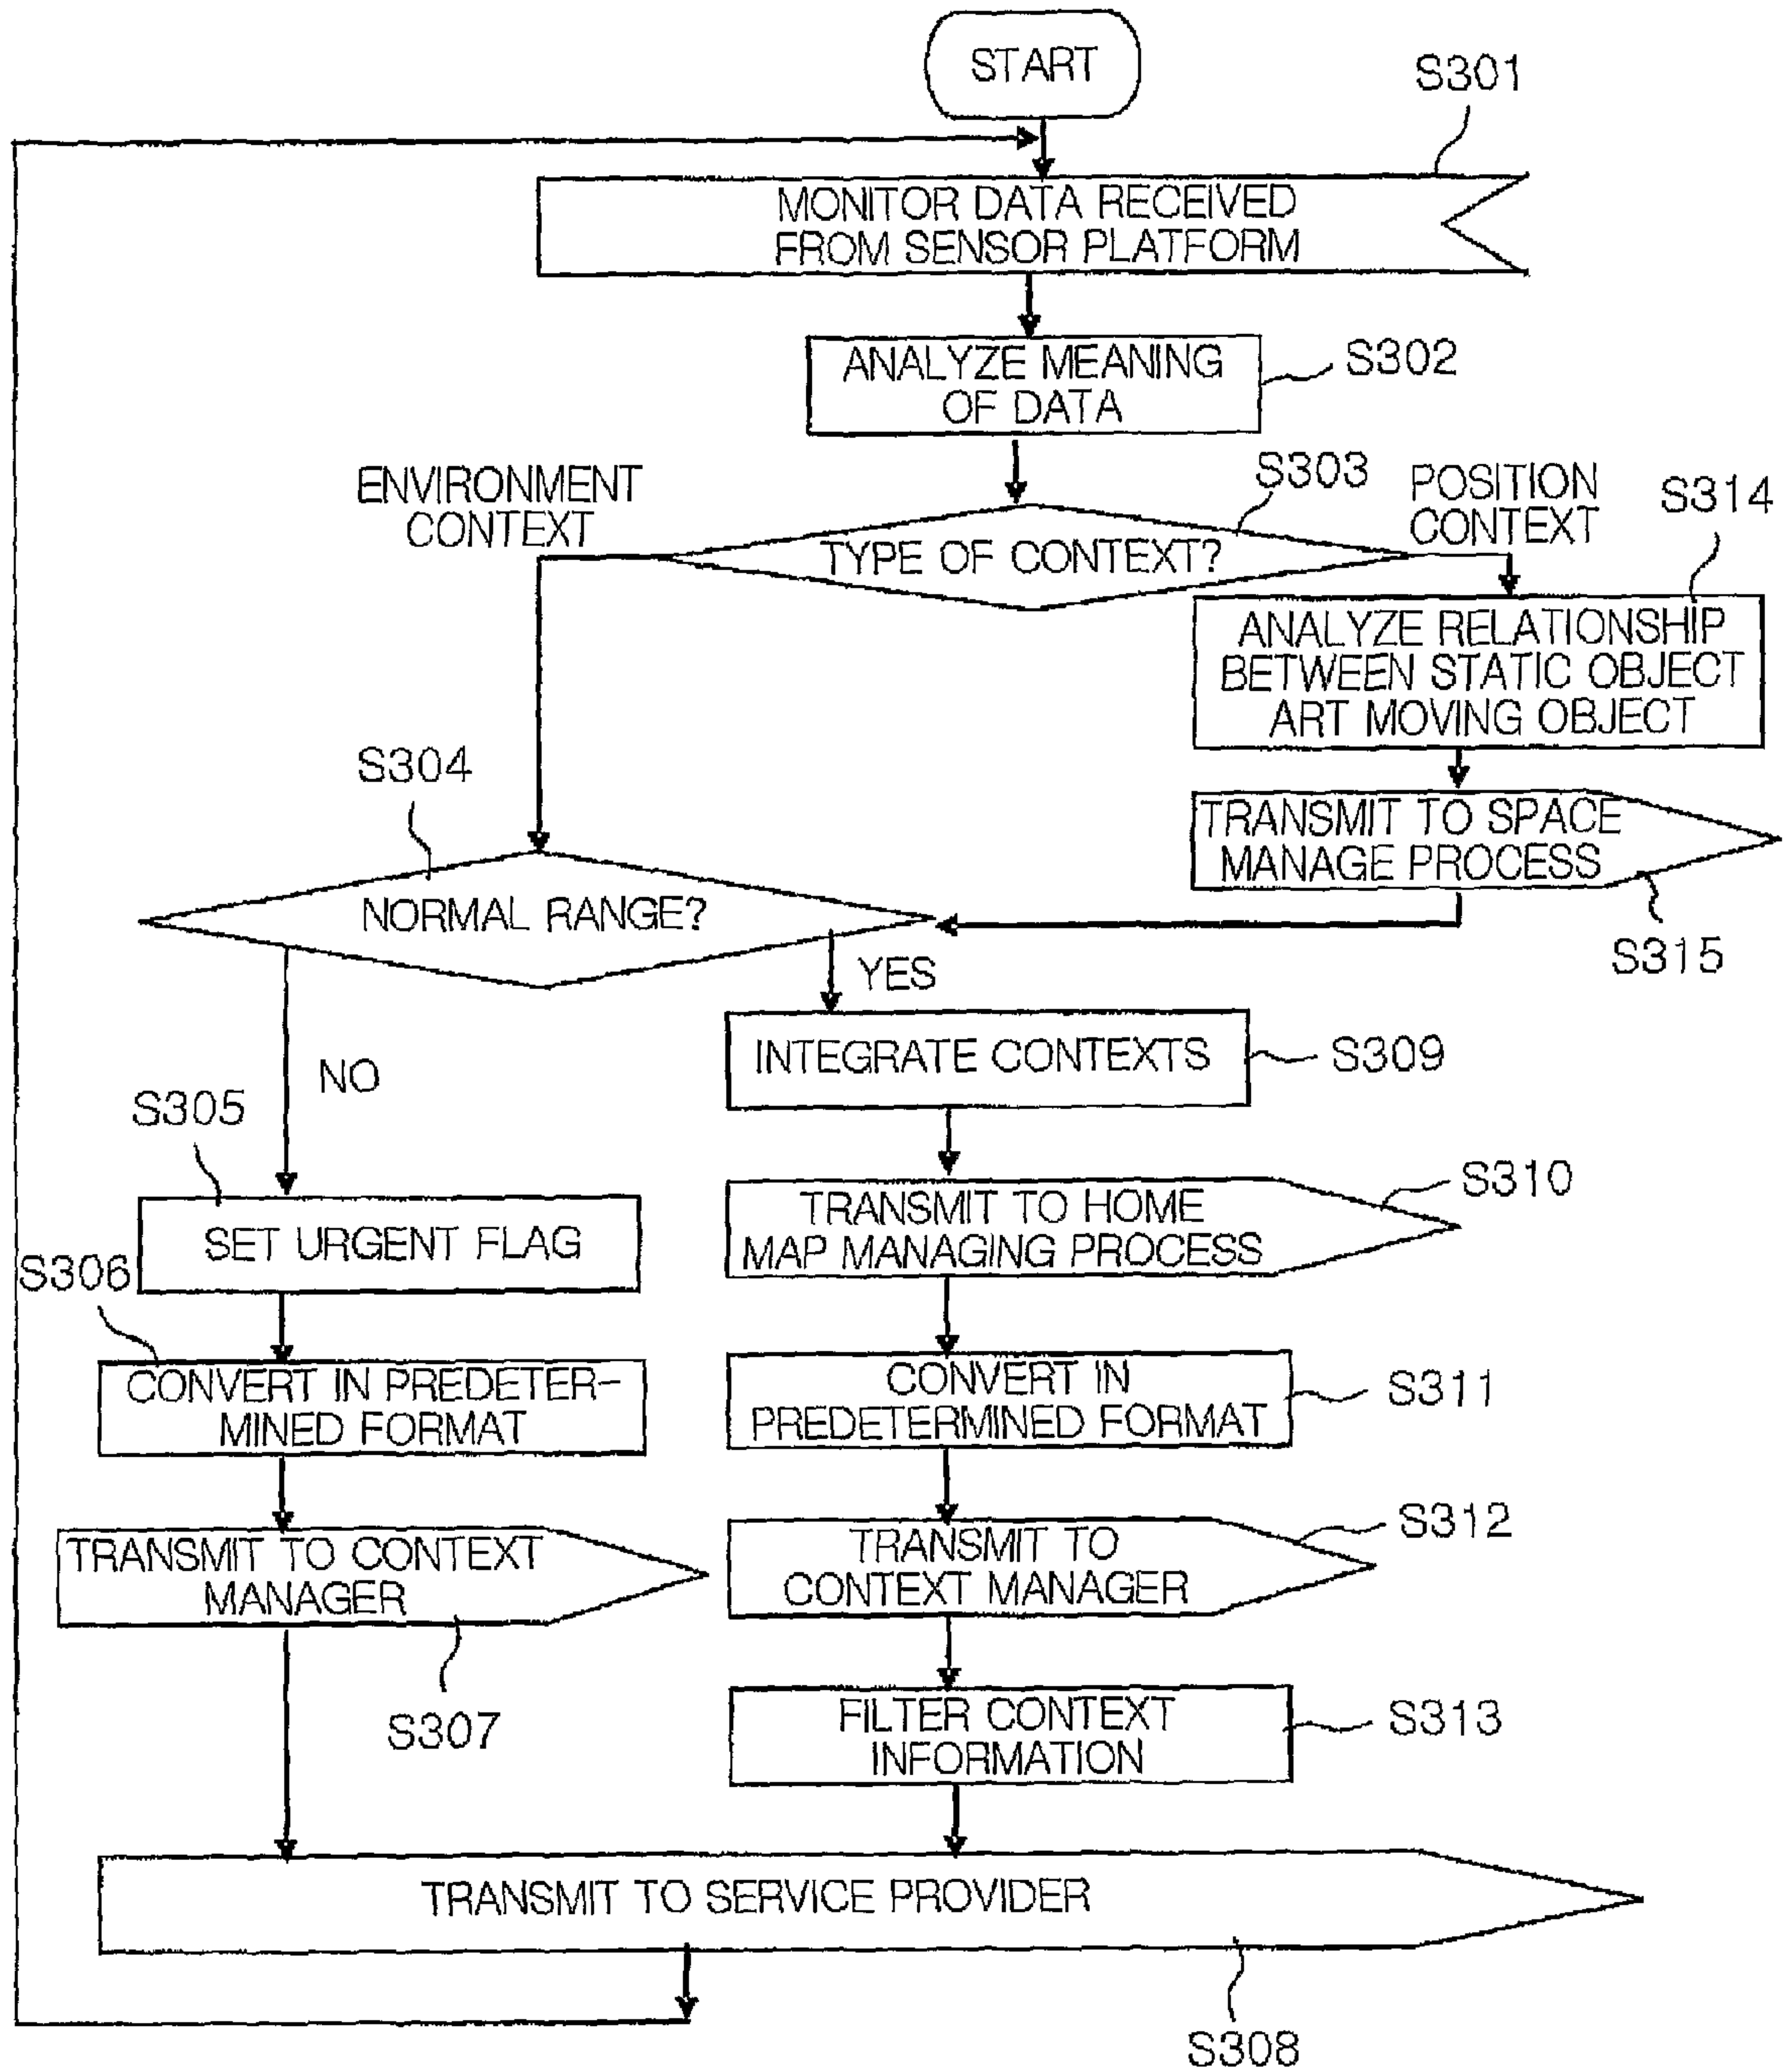 START
S301
MONITOR DATA RECEIVED
FROM SENSOR PLATFORM
ANALYZE MEANING
OF DATA
S302
ENVIRONMENT
CONTEXT
S303
POSITION
CONTEXT
S314
TYPE OF CONTEXT?
ANALYZE RELATIONSHIP
BETWEEN STATIC OBJECT
ART MOVING OBJECT
S304
TRANSMIT TO SPACE
MANAGE PROCESS
NORMAL RANGE?
S315
YES
NO
INTEGRATE CONTEXTS
S309
S305
SET URGENT FLAG
TRANSMIT TO HOME
MAP MANAGING PROCESS
S310
S306
CONVERT IN PREDETER-
MINED FORMAT
CONVERT IN
PREDETERMINED FORMAT
S311
TRANSMIT TO CONTEXT
MANAGER
TRANSMIT TO
CONTEXT MANAGER
S312
S307
FILTER CONTEXT
INFORMATION
S313
TRANSMIT TO SERVICE PROVIDER
S308